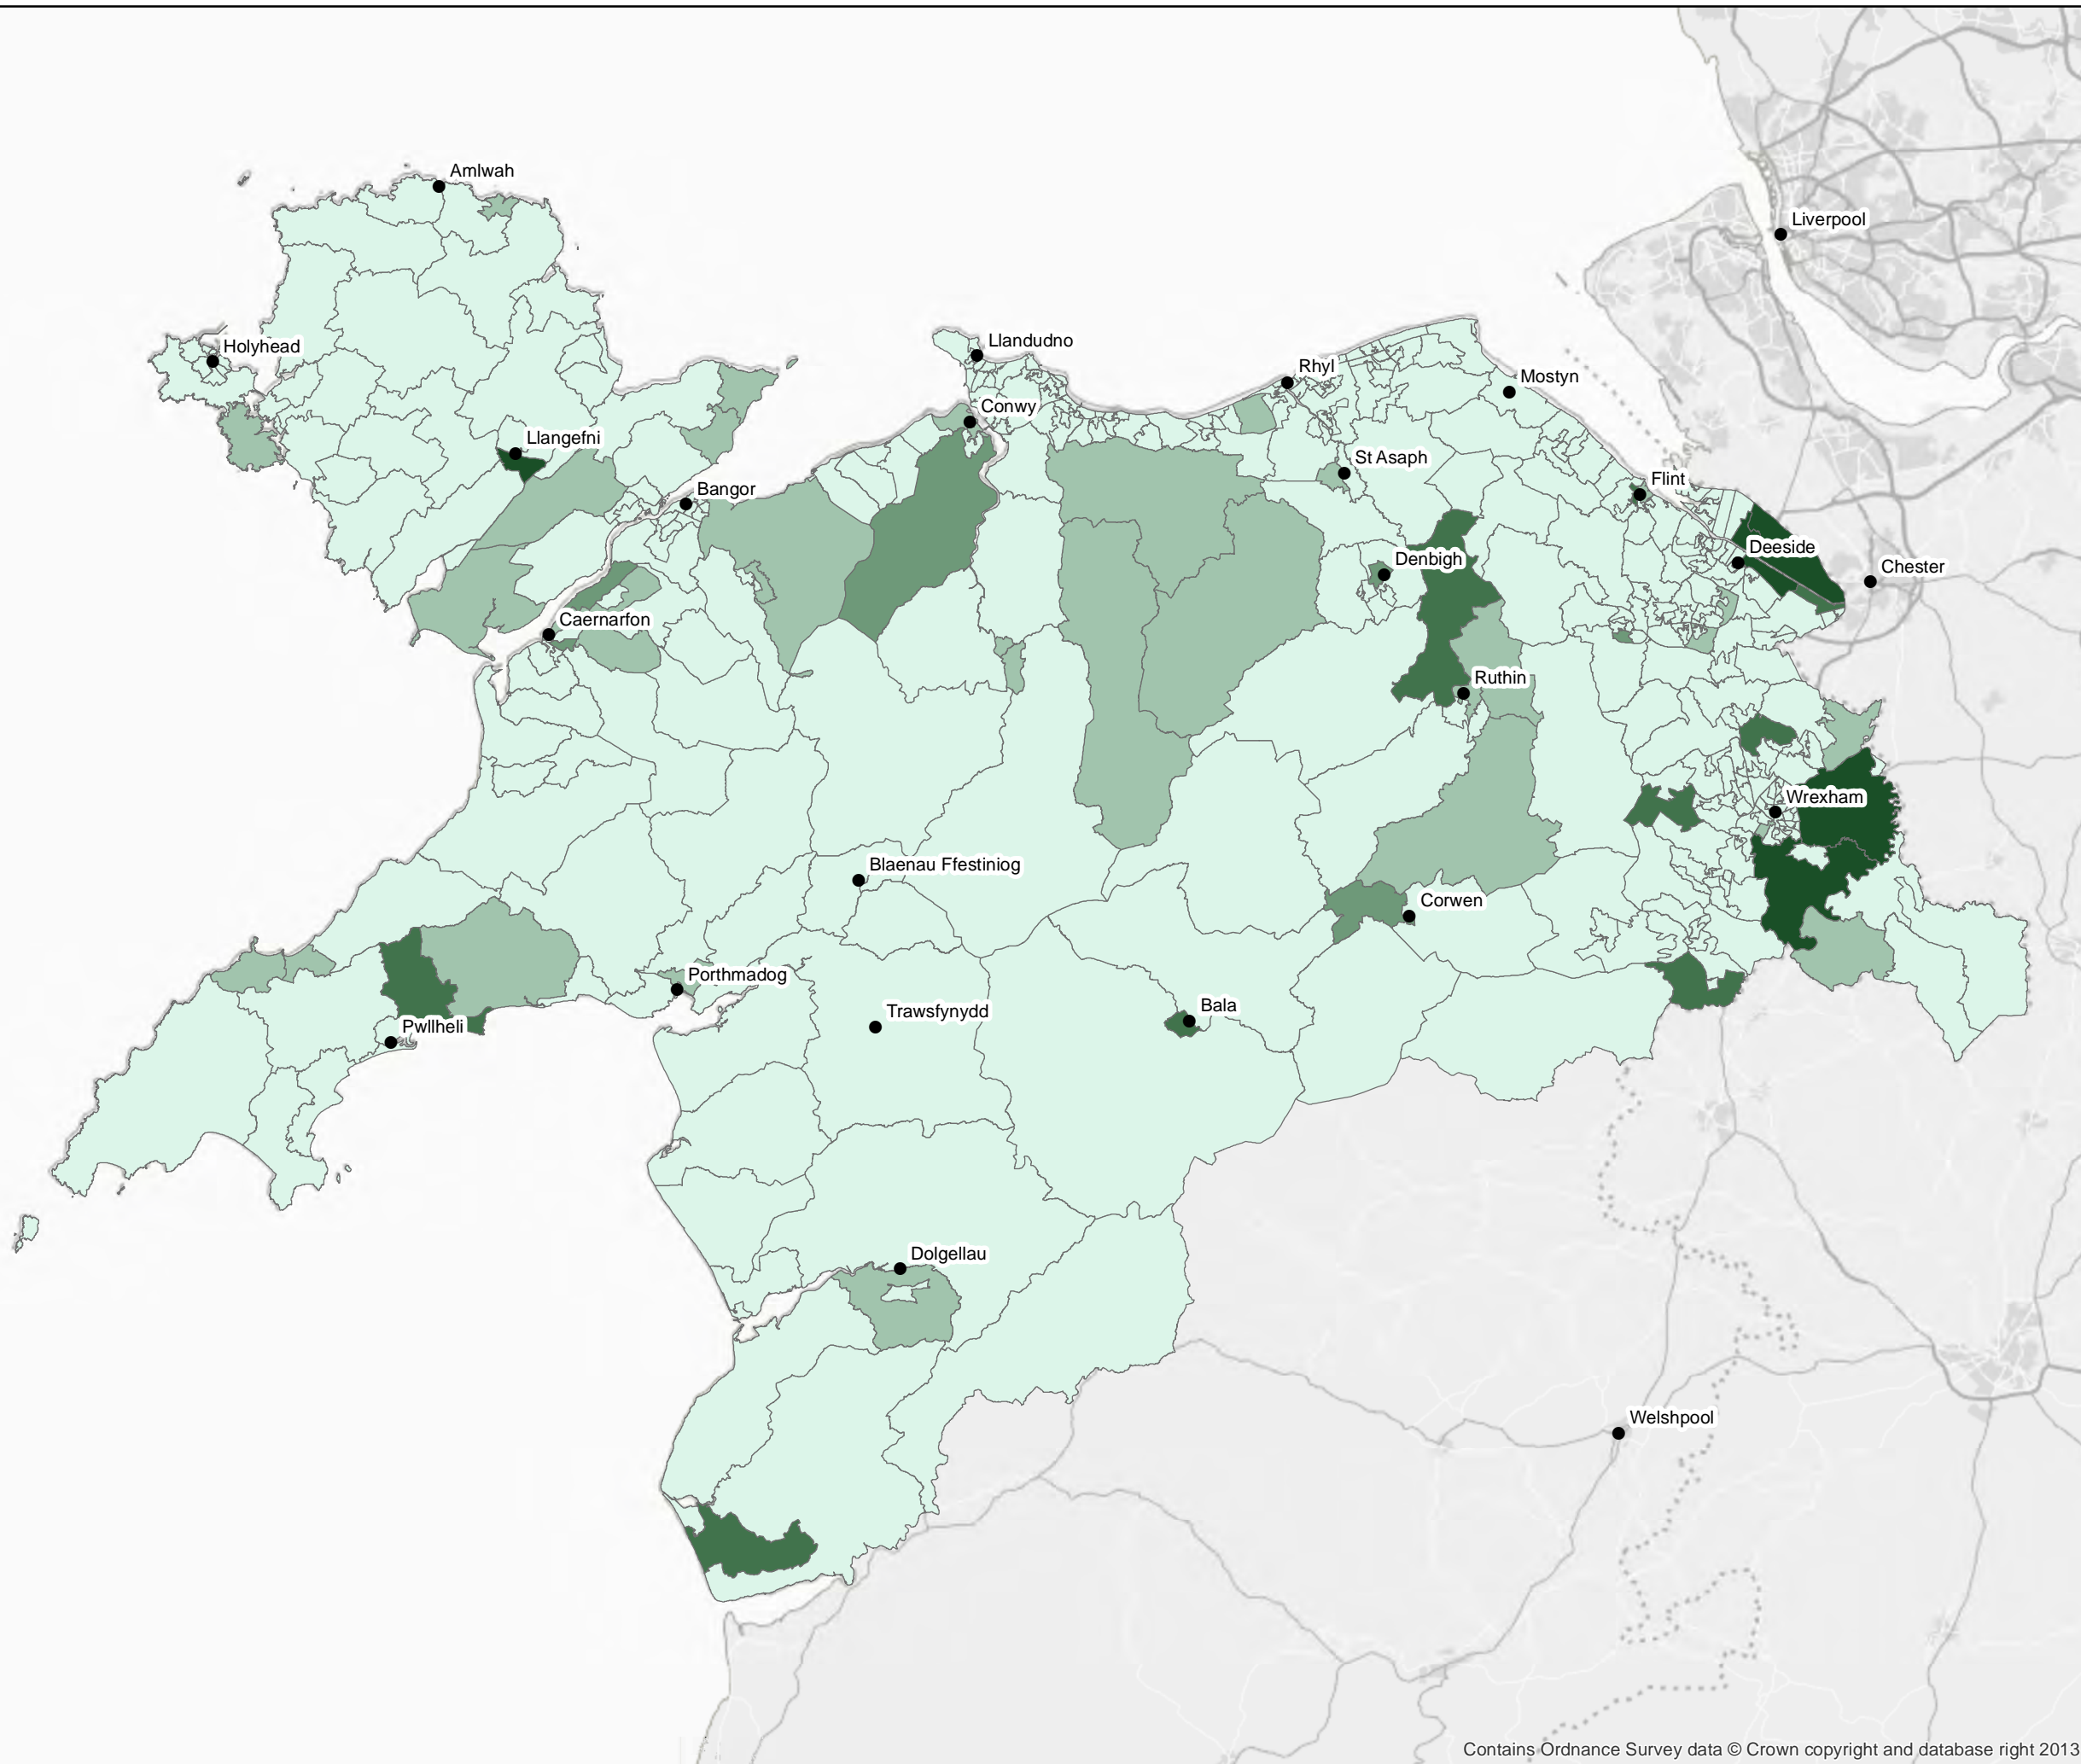 Amlwah
Liverpool
Holyhead
Llandudno
Rhyl
Mostyn
Conwy
Llangefni
St Asaph
Flint
Bangor
Deeside
Denbigh
Chester
Caernarfon
Ruthin
Wrexham
Blaenau Ffestiniog
Corwen
Porthmadog
Trawsfynydd
Bala
Pwllheli
Dolgellau
Welshpool
Contains Ordnance Survey data © Crown copyright and database right 2013